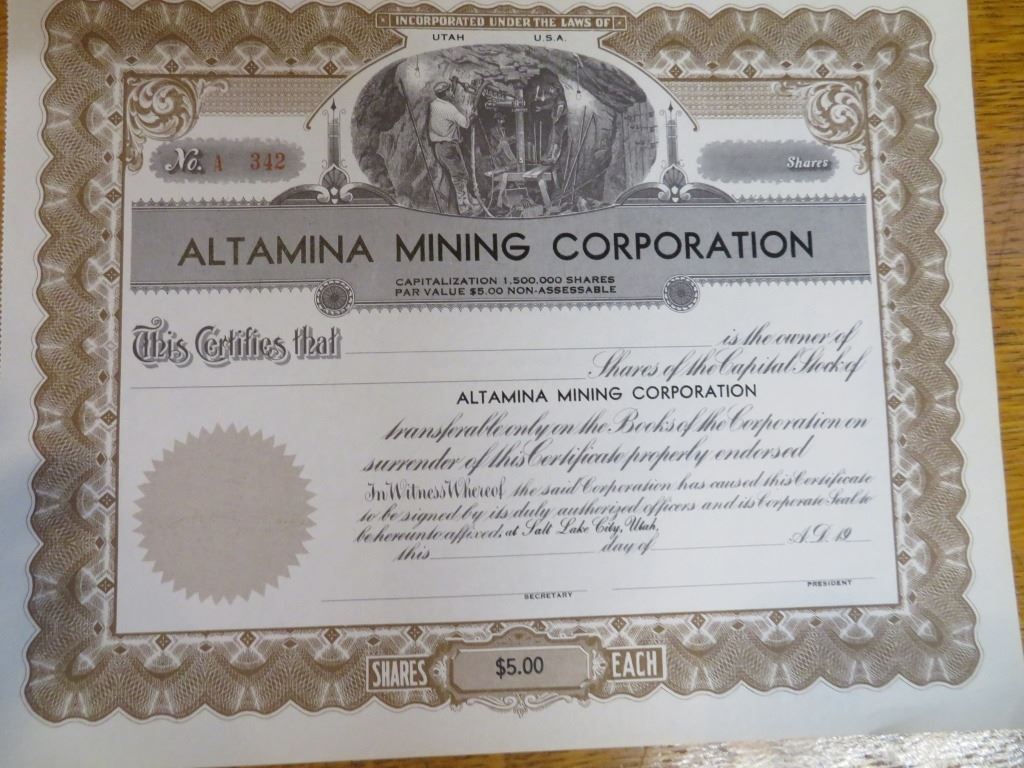 INCORPORATED UNDER THE LAWS OF
UTAH U.S.A.
No. A 342
Shares
ALTAMINA MINING CORPORATION
CAPITALIZATION 1,500,000 SHARES
PAR VALUE $5.00 NON-ASSESSABLE
This Certifies that is the owner of
Shares of the Capital Stock of
ALTAMINA MINING CORPORATION
transferable only on the Books of the Corporation on
surrender of this Certificate properly endorsed
In Witness Whereof the said Corporation has caused this Certificate
to be signed by its duly authorized officers and its Corporate Seal to
be hereunto affixed, at Salt Lake City, Utah,
this day of A.D. 19
SECRETARY PRESIDENT
SHARES $5.00 EACH